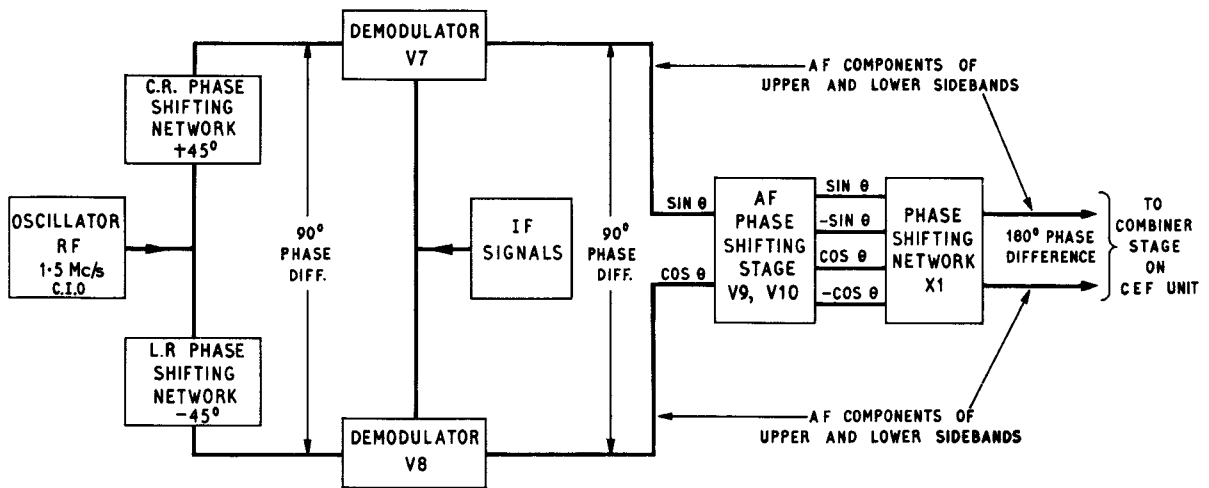 DEMODULATOR
V7
C.R. PHASE
SHIFTING
NETWORK
+45°
OSCILLATOR
RF
1·5 Mc/s
C.I.O
L.R PHASE
SHIFTING
NETWORK
−45°
90°
PHASE
DIFF.
IF
SIGNALS
90°
PHASE
DIFF.
DEMODULATOR
V8
AF COMPONENTS OF
UPPER AND LOWER SIDEBANDS
SIN θ
COS θ
AF
PHASE
SHIFTING
STAGE
V9, V10
SIN θ
-SIN θ
COS θ
-COS θ
PHASE
SHIFTING
NETWORK
X1
180° PHASE
DIFFERENCE
TO
COMBINER
STAGE
ON
CEF UNIT
AF COMPONENTS OF
UPPER AND LOWER SIDEBANDS